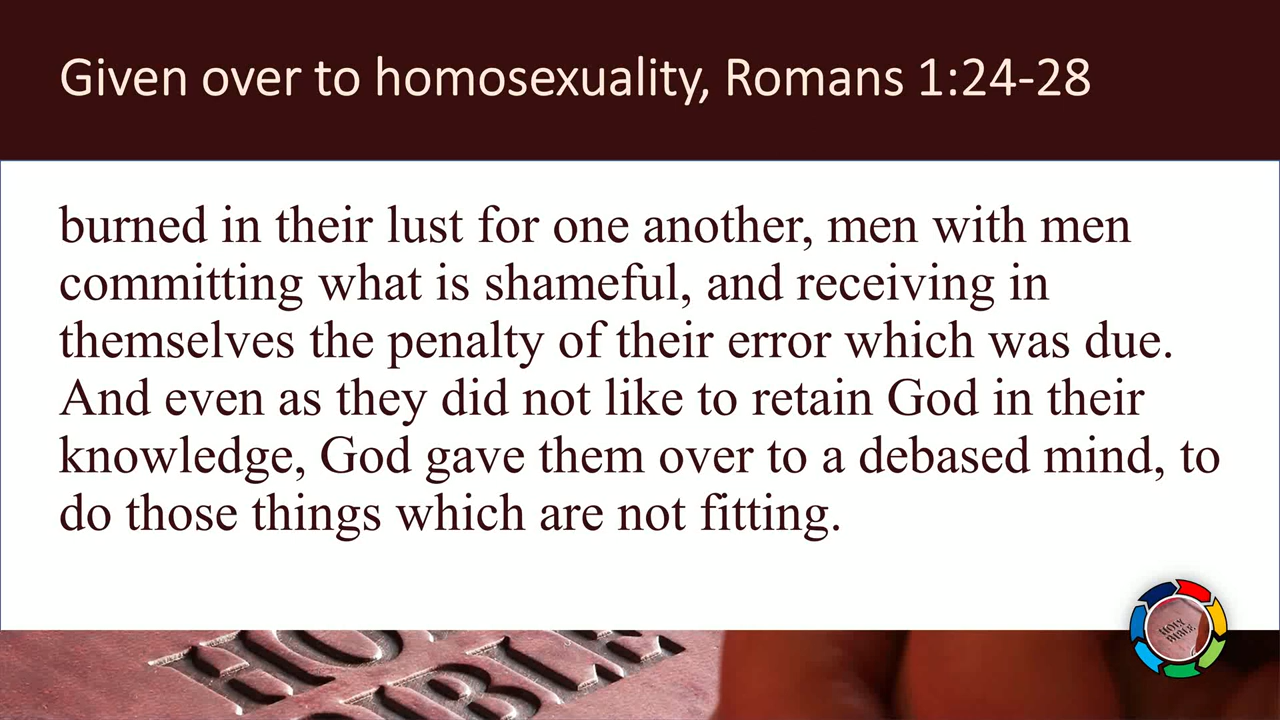 Given over to homosexuality, Romans 1:24-28
burned in their lust for one another, men with men
committing what is shameful, and receiving in
themselves the penalty of their error which was due.
And even as they did not like to retain God in their
knowledge, God gave them over to a debased mind, to
do those things which are not fitting.
HOLY
BIBLE